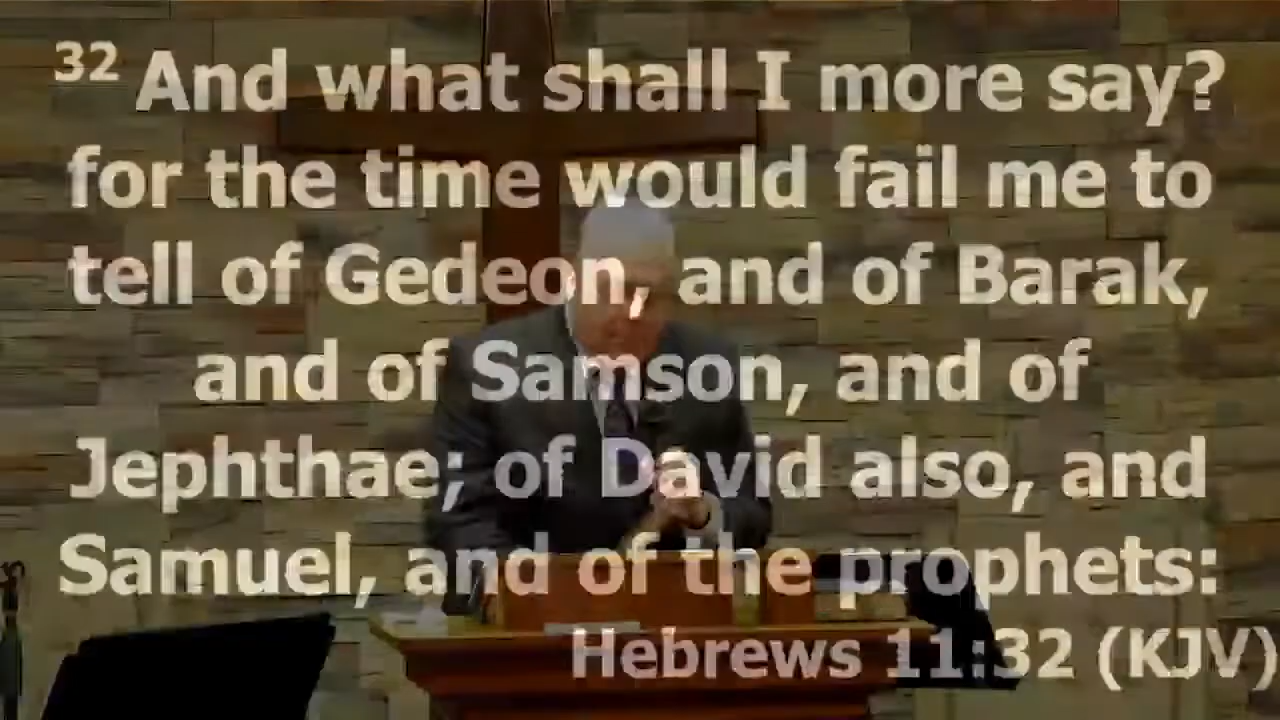 32 And what shall I more say?
for the time would fail me to
tell of Gedeon, and of Barak,
and of Samson, and of
Jephthae; of David also, and
Samuel, and of the prophets:
Hebrews 11:32 (KJV)